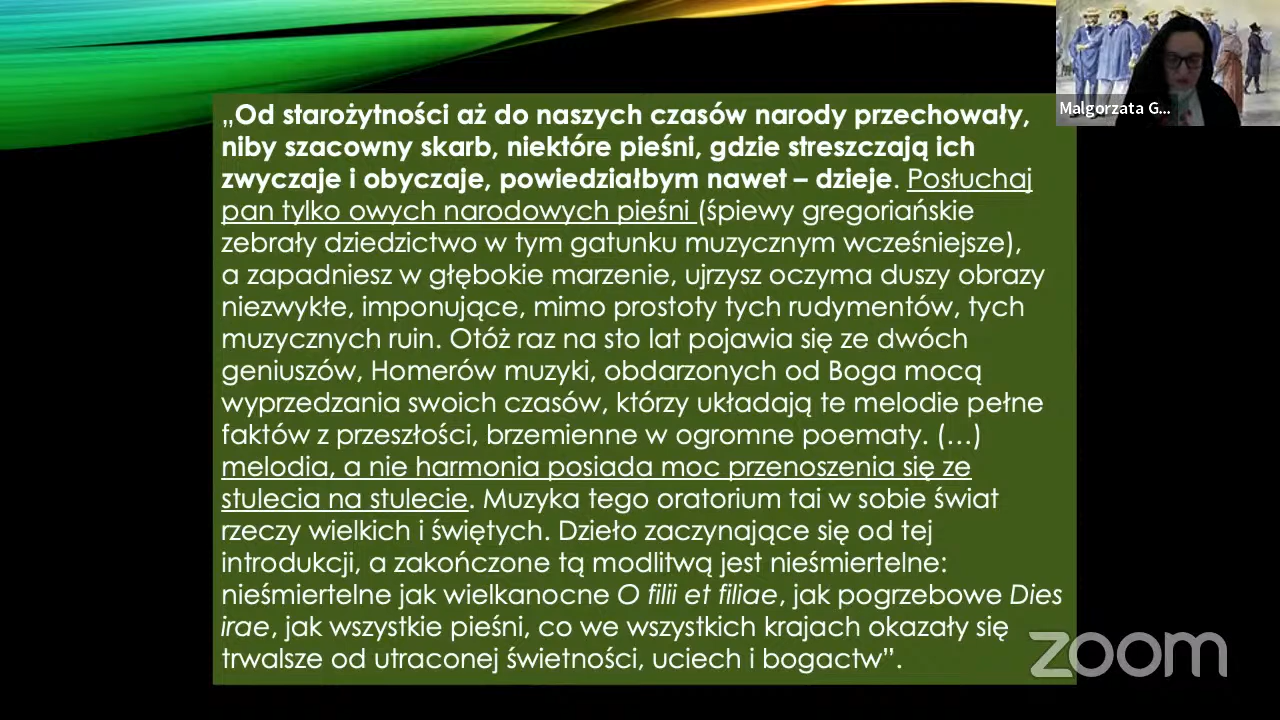 „Od starożytności aż do naszych czasów narody przechowały,
niby szacowny skarb, niektóre pieśni, gdzie streszczają ich
zwyczaje i obyczaje, powiedziałbym nawet – dzieje. Posłuchaj
pan tylko owych narodowych pieśni (śpiewy gregoriańskie
zebrały dziedzictwo w tym gatunku muzycznym wcześniejsze),
a zapadniesz w głębokie marzenie, ujrzysz oczyma duszy obrazy
niezwykłe, imponujące, mimo prostoty tych rudymentów, tych
muzycznych ruin. Otóż raz na sto lat pojawia się ze dwóch
geniuszów, Homerów muzyki, obdarzonych od Boga mocą
wyprzedzania swoich czasów, którzy układają te melodie pełne
faktów z przeszłości, brzemienne w ogromne poematy. (...)
melodia, a nie harmonia posiada moc przenoszenia się ze
stulecia na stulecie. Muzyka tego oratorium tai w sobie świat
rzeczy wielkich i świętych. Dzieło zaczynające się od tej
introdukcji, a zakończone tą modlitwą jest nieśmiertelne:
nieśmiertelne jak wielkanocne O filii et filiae, jak pogrzebowe Dies
irae, jak wszystkie pieśni, co we wszystkich krajach okazały się
trwalsze od utraconej świetności, uciech i bogactw”.
Malgorzata G...
zoom